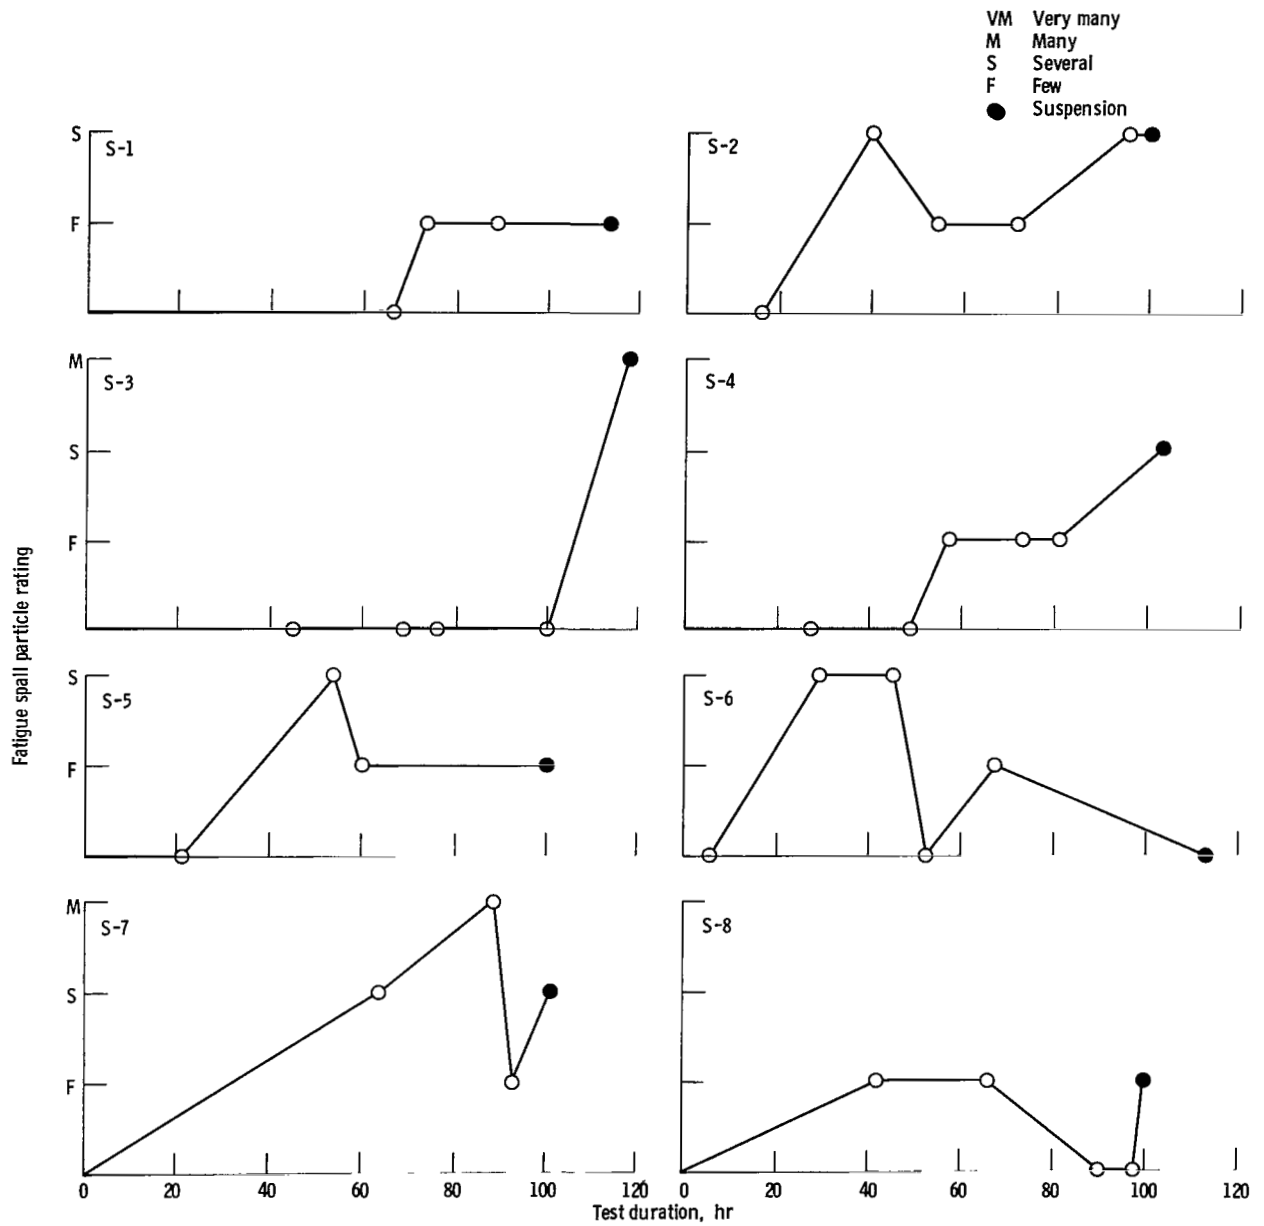 VM Very many
M Many
S Several
F Few
Suspension
S
S-1
F
S-2
M
S-3
S
F
S-4
S
S-5
F
S-6
M
S-7
S
F
S-8
Fatigue spall particle rating
0 20 40 60 80 100 120
0 20 40 60 80 100 120
Test duration, hr